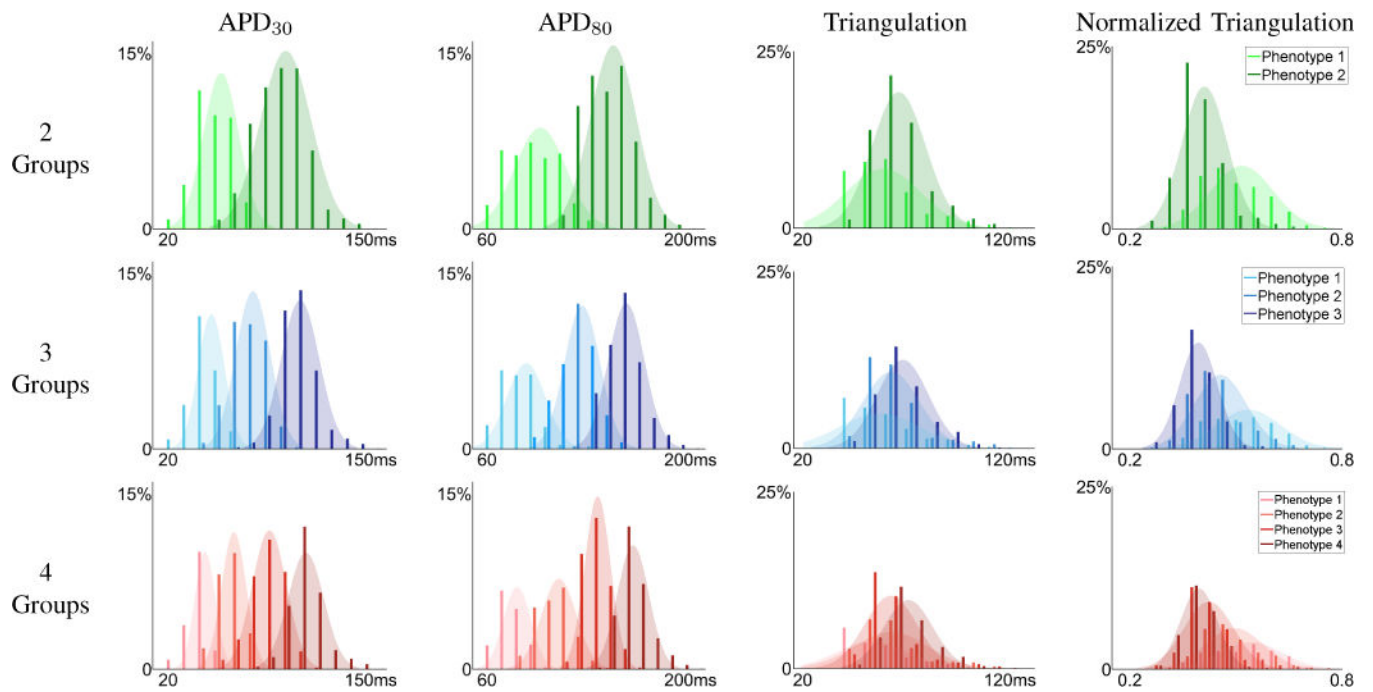 APD30 APD80 Triangulation Normalized Triangulation
15% 15% 25% 25%
Phenotype 1
Phenotype 2
2
Groups
0 0 0 0
20 150ms 60 200ms 20 120ms 0.2 0.8
15% 15% 25% 25%
Phenotype 1
Phenotype 2
Phenotype 3
3
Groups
0 0 0 0
20 150ms 60 200ms 20 120ms 0.2 0.8
15% 15% 25% 25%
Phenotype 1
Phenotype 2
Phenotype 3
Phenotype 4
4
Groups
0 0 0 0
20 150ms 60 200ms 20 120ms 0.2 0.8